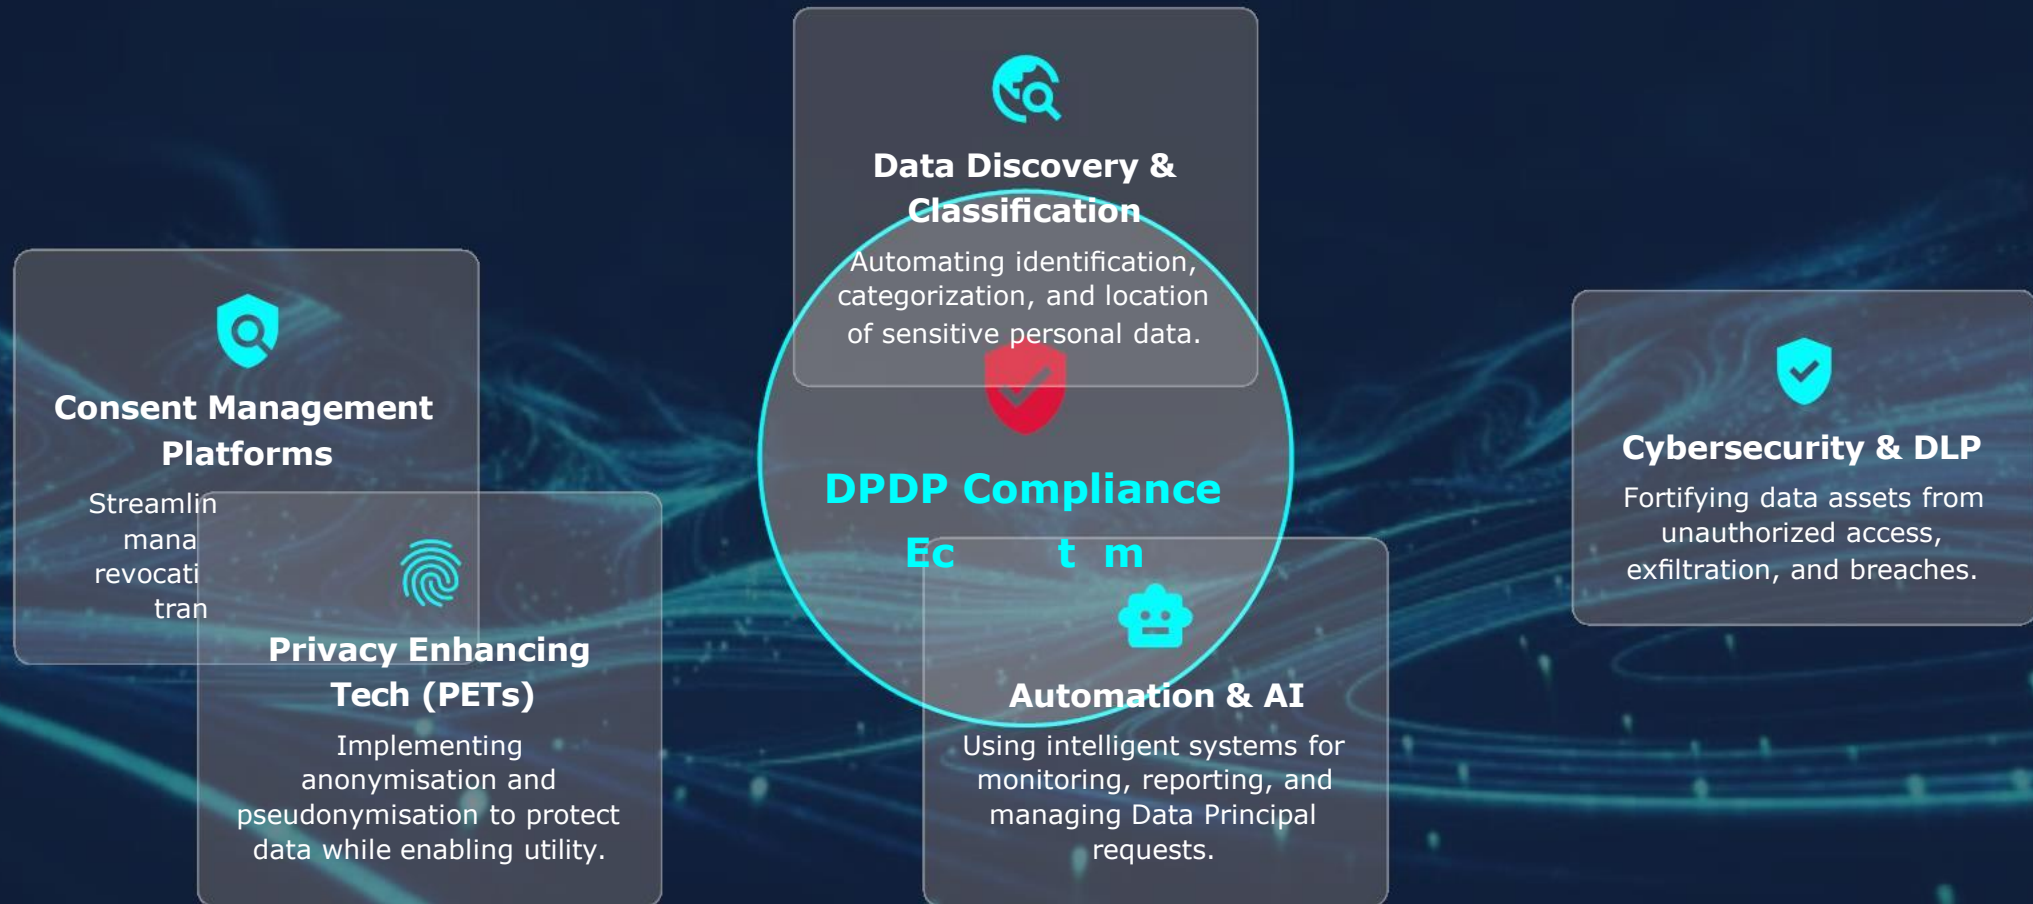 Data Discovery &
Classification
Automating identification,
categorization, and location
of sensitive personal data.
Consent Management
Platforms
Streamlin
mana
revocati
tran
Privacy Enhancing
Tech (PETs)
Implementing
anonymisation and
pseudonymisation to protect
data while enabling utility.
DPDP Compliance
Ec t m
Automation & AI
Using intelligent systems for
monitoring, reporting, and
managing Data Principal
requests.
Cybersecurity & DLP
Fortifying data assets from
unauthorized access,
exfiltration, and breaches.